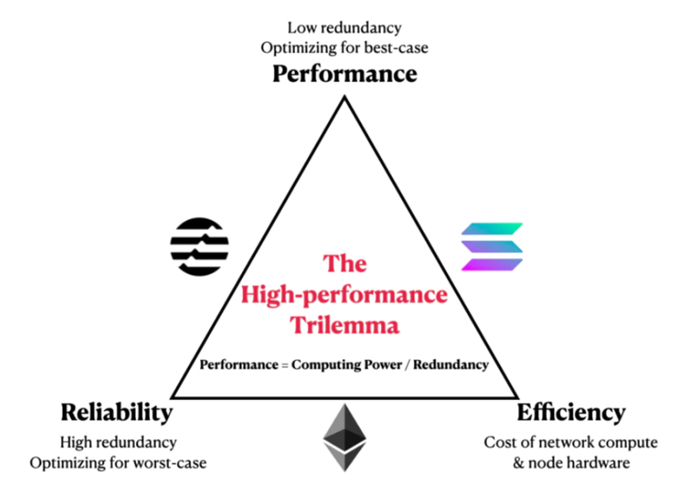 Low redundancy
Optimizing for best-case
Performance
The
High-performance
Trilemma
Performance = Computing Power / Redundancy
Reliability
High redundancy
Optimizing for worst-case
Efficiency
Cost of network compute
& node hardware